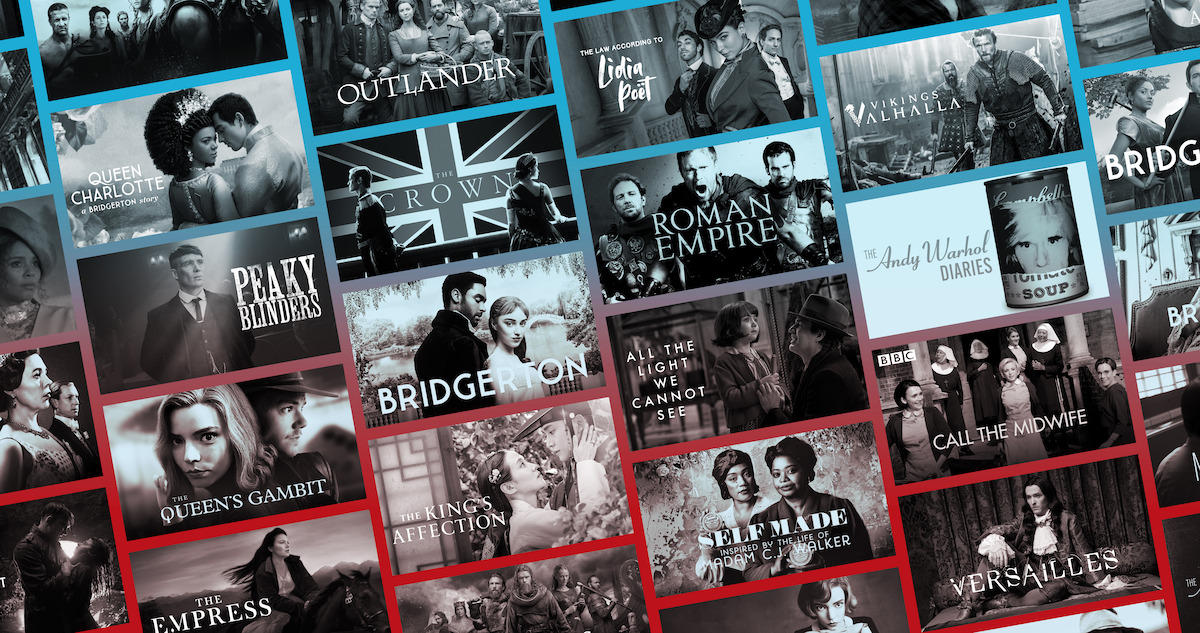 OUTLANDER
THE LAW ACCORDING TO
Lidia
Poët
VIKINGS
VALHALLA
QUEEN
CHARLOTTE
a BRIDGERTON story
THE
CROWN
ROMAN
EMPIRE
BRIDG
THE Andy Warhol
DIARIES
Campbell's
SOUP
PEAKY
BLINDERS
BRIDGERTON
ALL THE
LIGHT
WE
CANNOT
SEE
BR
BBC
CALL THE MIDWIFE
THE
QUEEN'S GAMBIT
THE KING'S
AFFECTION
SELF MADE
INSPIRED BY THE LIFE OF
MADAM C.J. WALKER
VERSAILLES
THE
EMPRESS